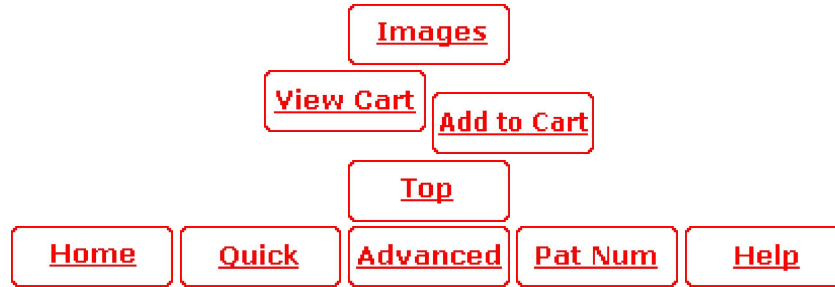 Images
View Cart
Add to Cart
Top
Home Quick Advanced Pat Num Help